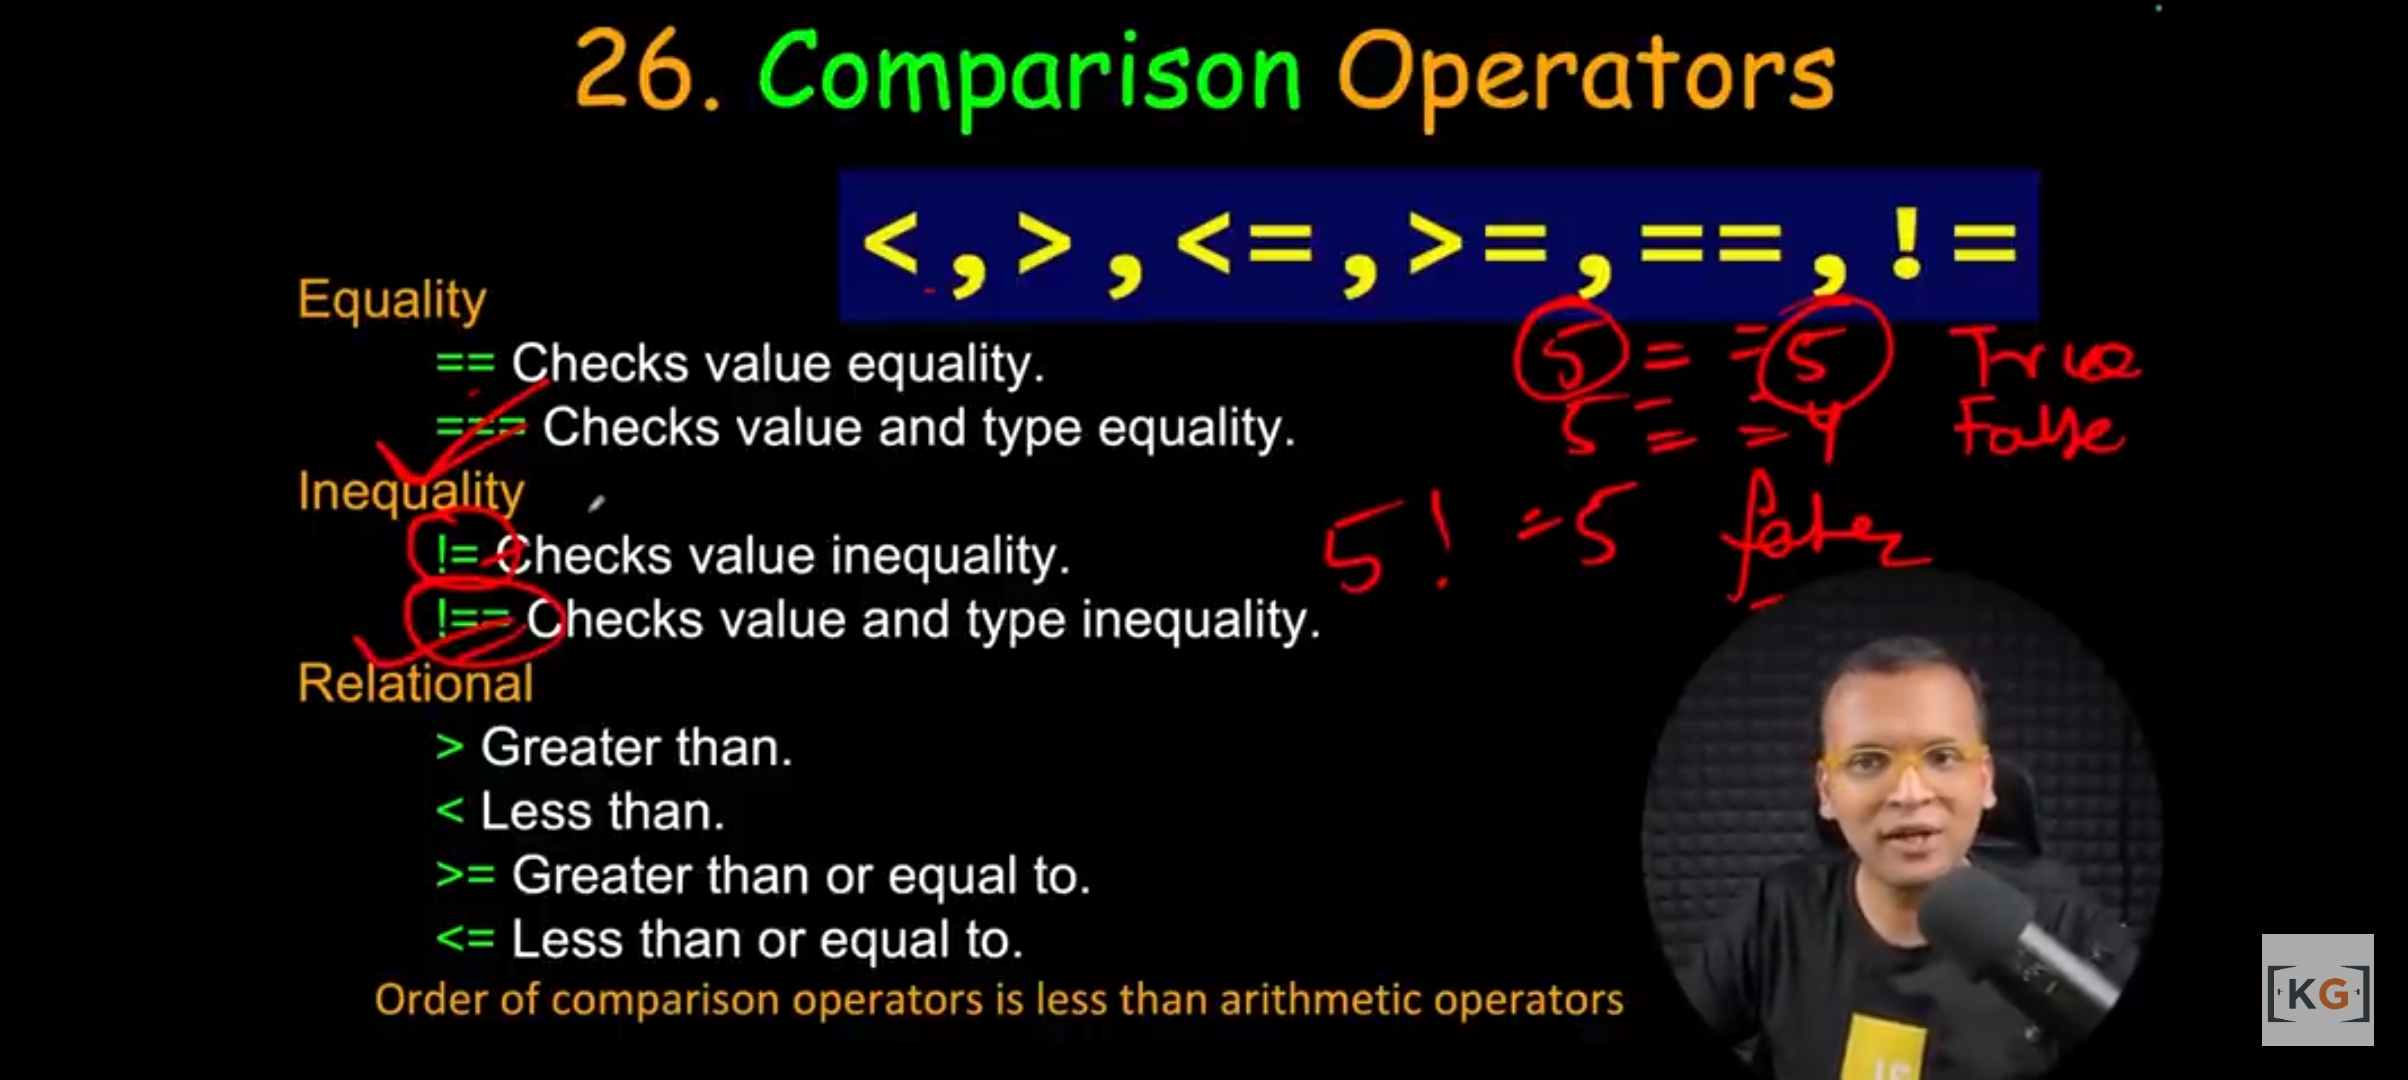 26. Comparison Operators
< , > , <= , >= , == , !=
Equality
== Checks value equality.
5 = = 5 True
=== Checks value and type equality.
5 = = 4 False
Inequality
!= Checks value inequality.
5 ! = 5
!== Checks value and type inequality.
Relational
> Greater than.
< Less than.
>= Greater than or equal to.
<= Less than or equal to.
Order of comparison operators is less than arithmetic operators
KG
JS